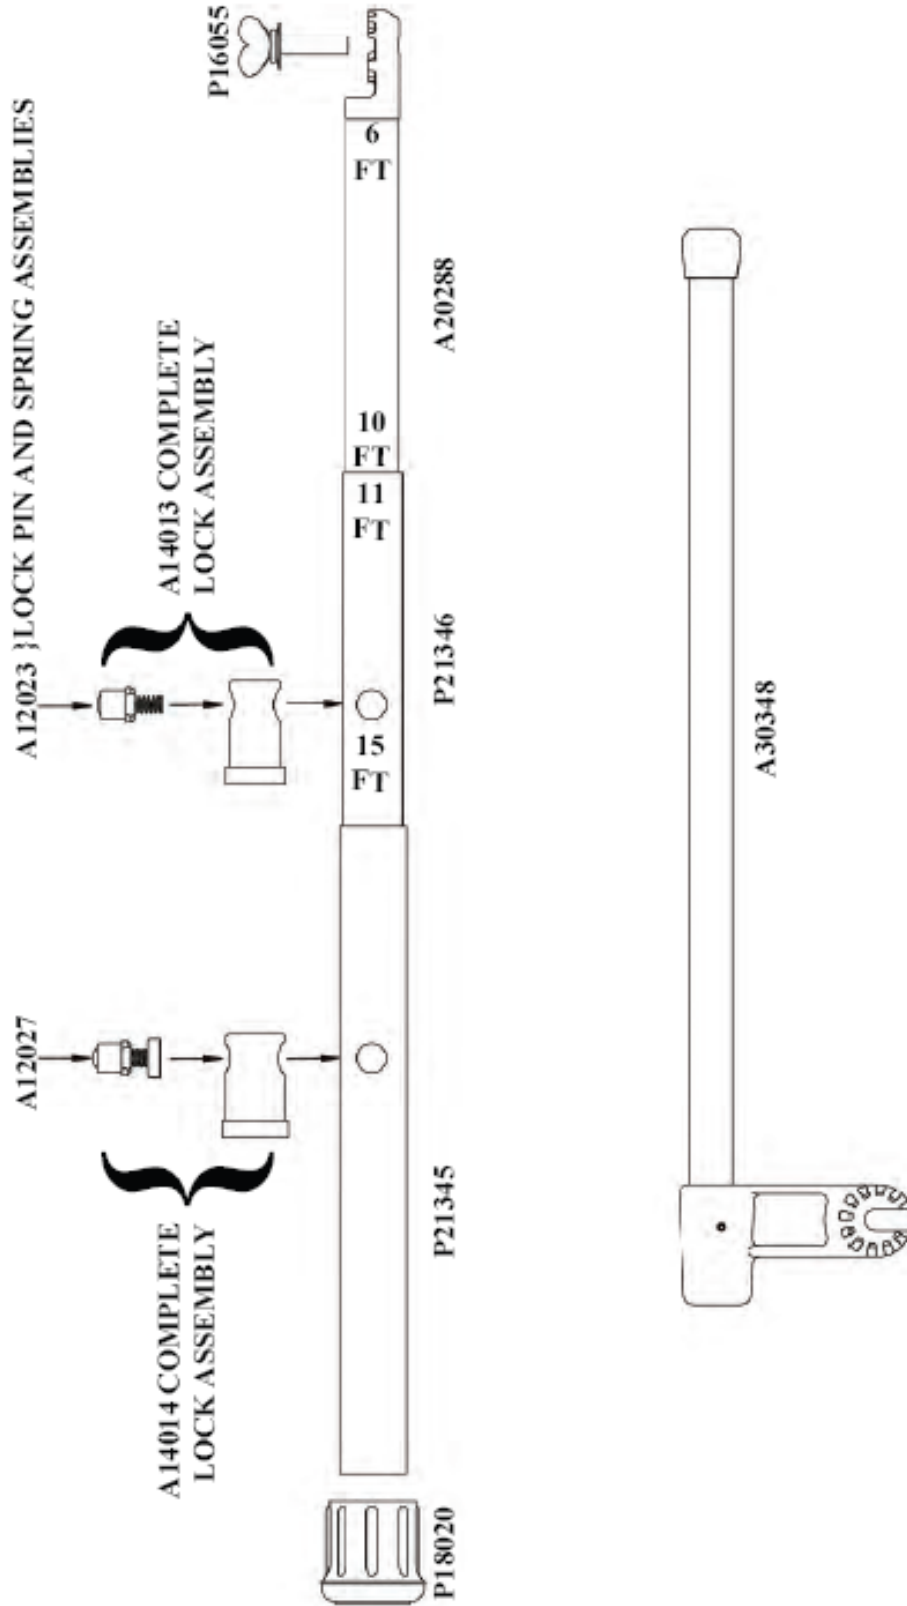 P16055
6
FT
A20288
10
FT
11
FT
P21346
15
FT
A12023 }LOCK PIN AND SPRING ASSEMBLIES
A14013 COMPLETE
LOCK ASSEMBLY
A12027
A14014 COMPLETE
LOCK ASSEMBLY
P21345
P18020
A30348